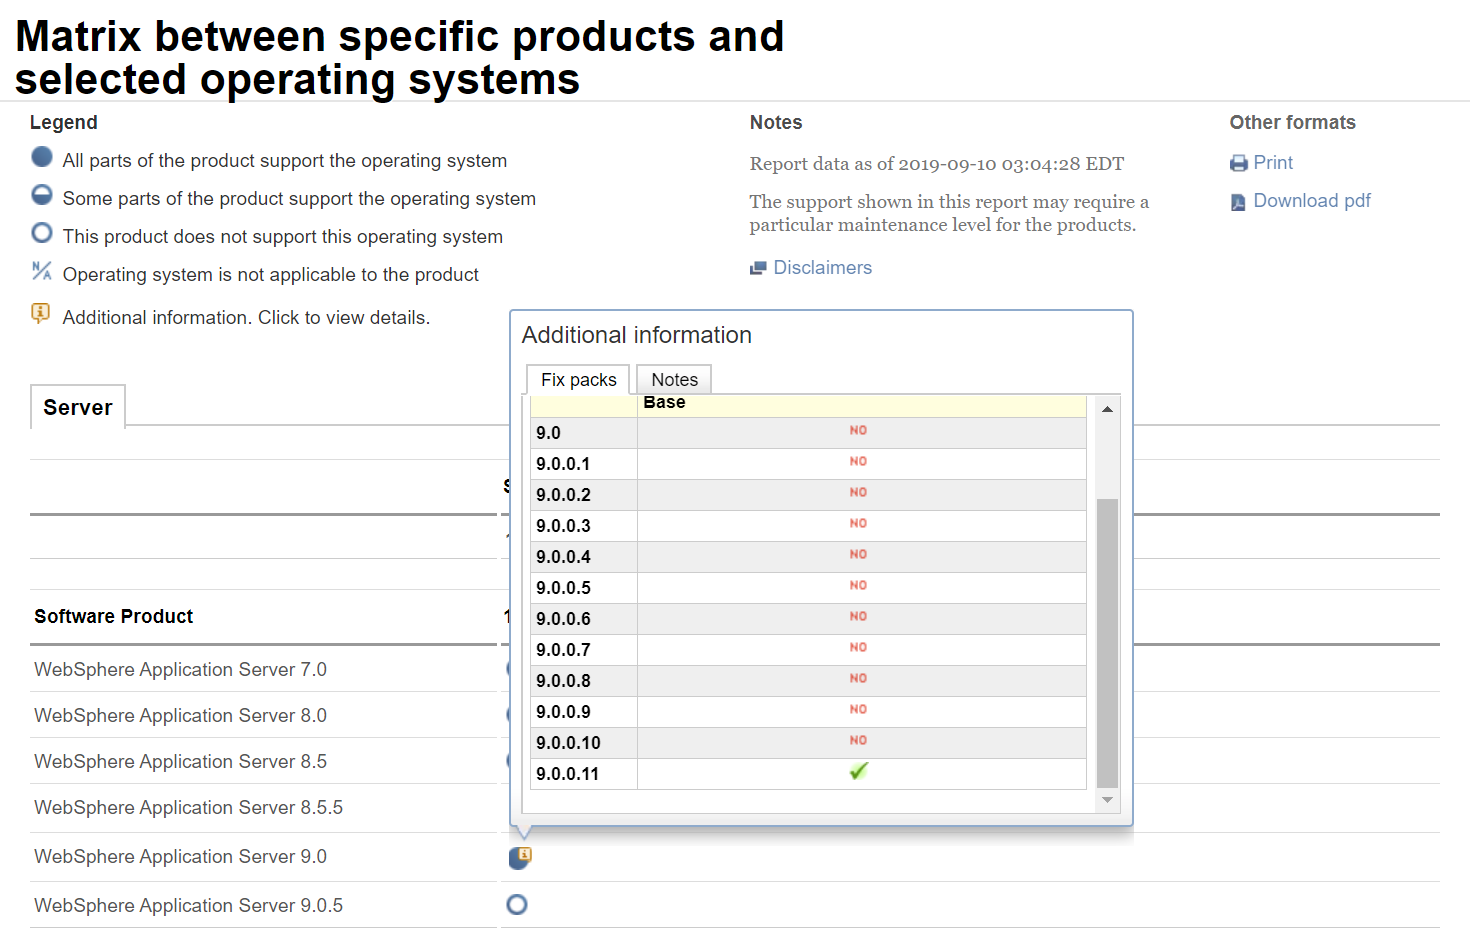 Matrix between specific products and
selected operating systems
Legend
All parts of the product support the operating system
Some parts of the product support the operating system
This product does not support this operating system
N/A Operating system is not applicable to the product
Additional information. Click to view details.
Notes
Report data as of 2019-09-10 03:04:28 EDT
The support shown in this report may require a
particular maintenance level for the products.
Disclaimers
Other formats
Print
Download pdf
Server
Additional information
Fix packs Notes
Base
9.0 NO
9.0.0.1 NO
9.0.0.2 NO
9.0.0.3 NO
9.0.0.4 NO
9.0.0.5 NO
9.0.0.6 NO
9.0.0.7 NO
9.0.0.8 NO
9.0.0.9 NO
9.0.0.10 NO
9.0.0.11
Software Product
WebSphere Application Server 7.0
WebSphere Application Server 8.0
WebSphere Application Server 8.5
WebSphere Application Server 8.5.5
WebSphere Application Server 9.0
WebSphere Application Server 9.0.5